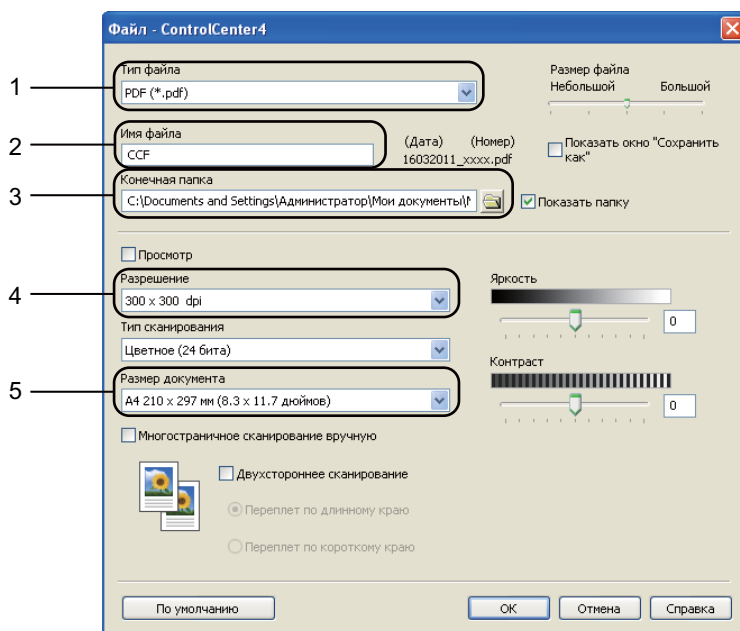 Файл - ControlCenter4
1
Тип файла
PDF (*.pdf)
Размер файла
Небольшой Большой
2
Имя файла
CCF
(Дата) (Номер)
16032011_xxxx.pdf
Показать окно "Сохранить
как"
3
Конечная папка
C:\Documents and Settings\Администратор\Мои документы\
Показать папку
Просмотр
4
Разрешение
300 x 300 dpi
Яркость
0
Тип сканирования
Цветное (24 бита)
Контраст
0
5
Размер документа
A4 210 x 297 мм (8.3 x 11.7 дюймов)
Многостраничное сканирование вручную
Двухстороннее сканирование
Переплет по длинному краю
Переплет по короткому краю
По умолчанию
OK
Отмена
Справка